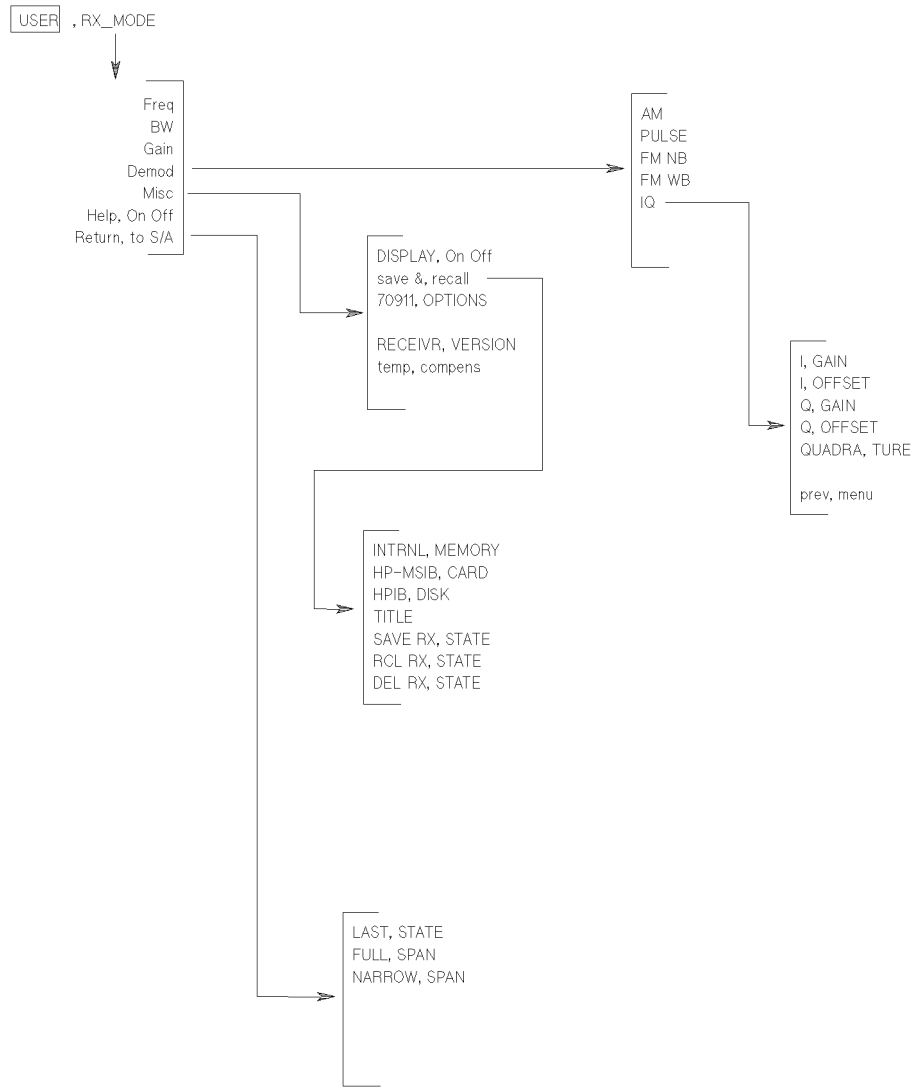 USER , RX_MODE
Freq
BW
Gain
Demod
Misc
Help, On Off
Return, to S/A
AM
PULSE
FM NB
FM WB
IQ
DISPLAY, On Off
save &, recall
70911, OPTIONS
RECEIVR, VERSION
temp, compens
I, GAIN
I, OFFSET
Q, GAIN
Q, OFFSET
QUADRA, TURE
prev, menu
INTRNL, MEMORY
HP-MSIB, CARD
HPIB, DISK
TITLE
SAVE RX, STATE
RCL RX, STATE
DEL RX, STATE
LAST, STATE
FULL, SPAN
NARROW, SPAN